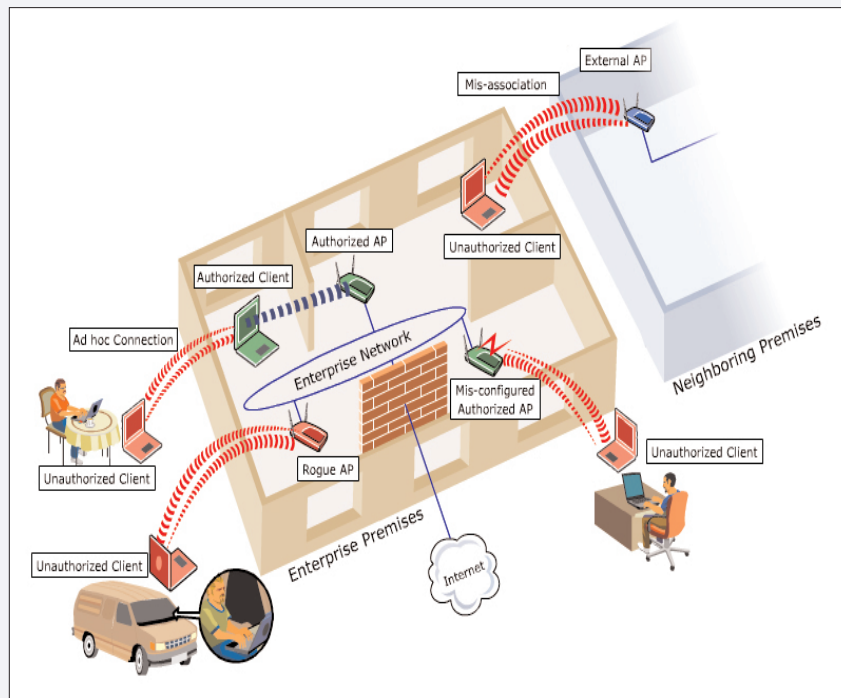 External AP
Mis-association
Authorized AP
Unauthorized Client
Authorized Client
Ad hoc Connection
Enterprise Network
Neighboring Premises
Mis-configured
Authorized AP
Unauthorized Client
Rogue AP
Unauthorized Client
Enterprise Premises
Unauthorized Client
Internet